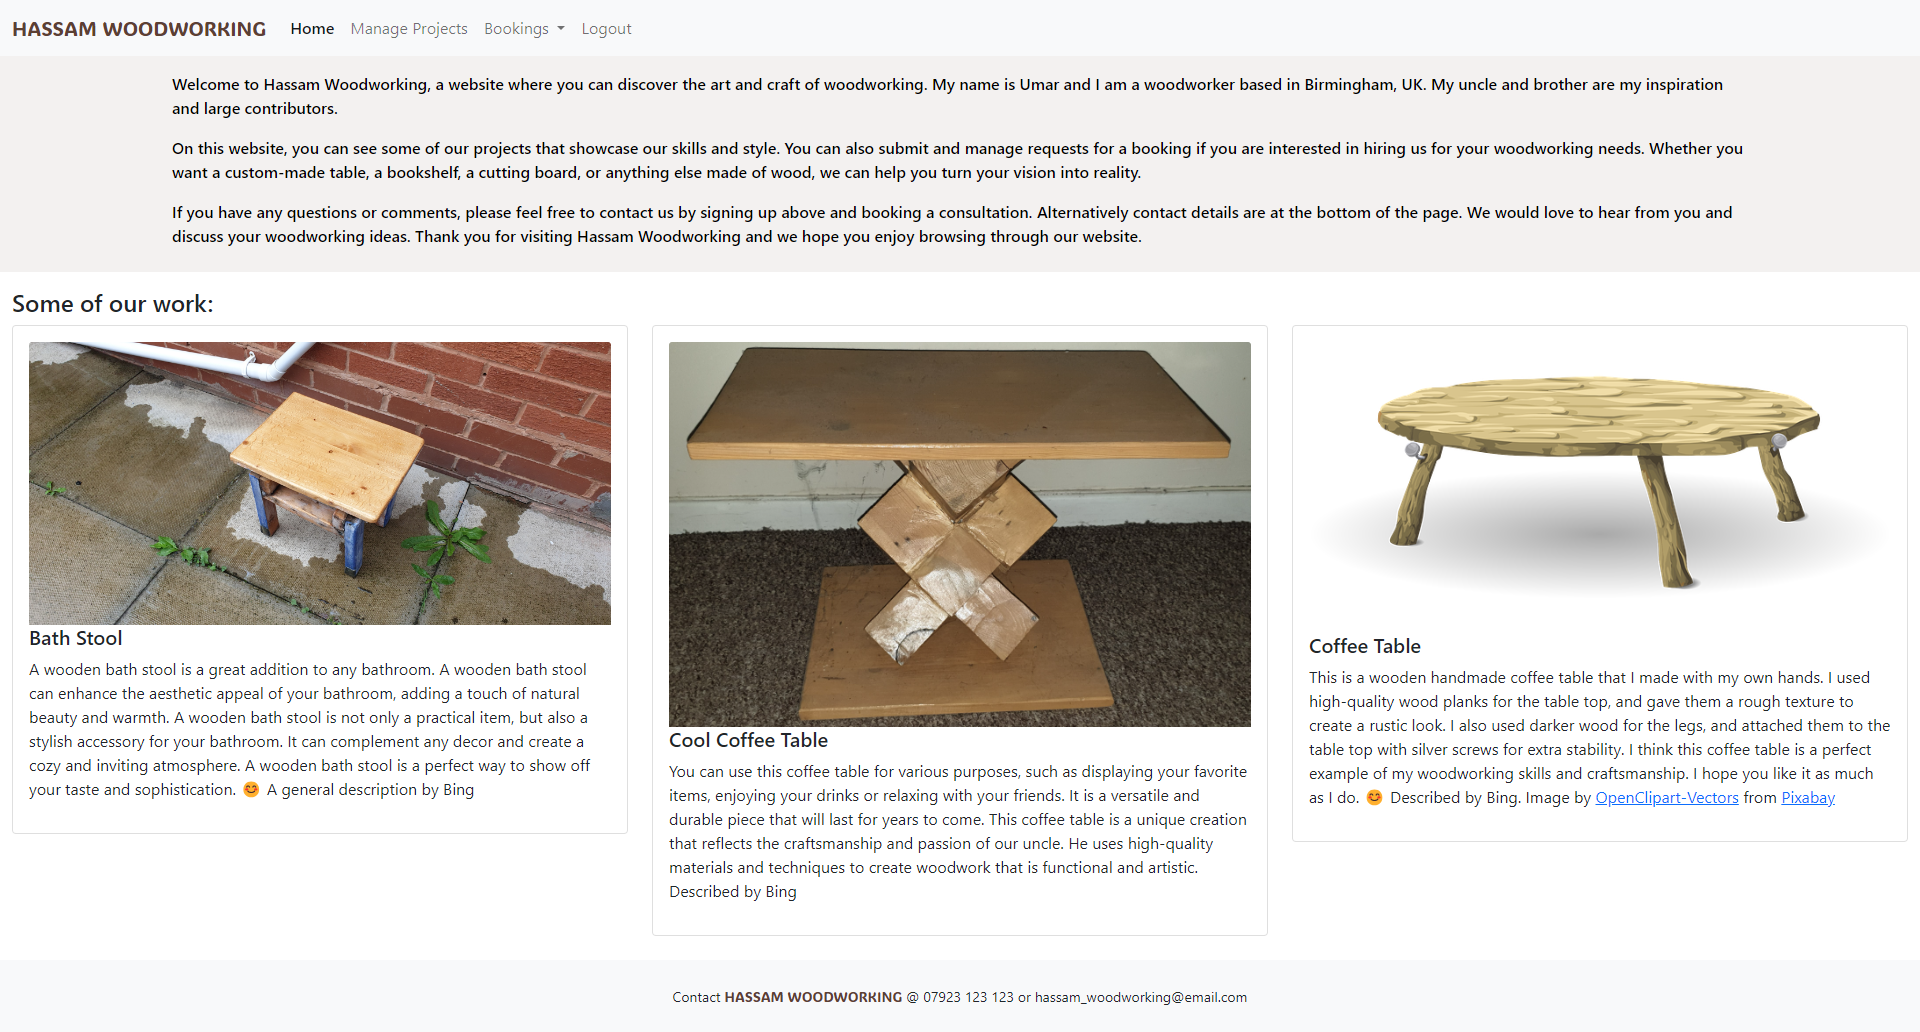 HASSAM WOODWORKING Home Manage Projects Bookings Logout
Welcome to Hassam Woodworking, a website where you can discover the art and craft of woodworking. My name is Umar and I am a woodworker based in Birmingham, UK. My uncle and brother are my inspiration
and large contributors.
On this website, you can see some of our projects that showcase our skills and style. You can also submit and manage requests for a booking if you are interested in hiring us for your woodworking needs. Whether you
want a custom-made table, a bookshelf, a cutting board, or anything else made of wood, we can help you turn your vision into reality.
If you have any questions or comments, please feel free to contact us by signing up above and booking a consultation. Alternatively contact details are at the bottom of the page. We would love to hear from you and
discuss your woodworking ideas. Thank you for visiting Hassam Woodworking and we hope you enjoy browsing through our website.
Some of our work:
Bath Stool
A wooden bath stool is a great addition to any bathroom. A wooden bath stool
can enhance the aesthetic appeal of your bathroom, adding a touch of natural
beauty and warmth. A wooden bath stool is not only a practical item, but also a
stylish accessory for your bathroom. It can complement any decor and create a
cozy and inviting atmosphere. A wooden bath stool is a perfect way to show off
your taste and sophistication. 😊 A general description by Bing
Cool Coffee Table
You can use this coffee table for various purposes, such as displaying your favorite
items, enjoying your drinks or relaxing with your friends. It is a versatile and
durable piece that will last for years to come. This coffee table is a unique creation
that reflects the craftsmanship and passion of our uncle. He uses high-quality
materials and techniques to create woodwork that is functional and artistic.
Described by Bing
Coffee Table
This is a wooden handmade coffee table that I made with my own hands. I used
high-quality wood planks for the table top, and gave them a rough texture to
create a rustic look. I also used darker wood for the legs, and attached them to the
table top with silver screws for extra stability. I think this coffee table is a perfect
example of my woodworking skills and craftsmanship. I hope you like it as much
as I do. 😊 Described by Bing. Image by OpenClipart-Vectors from Pixabay
Contact HASSAM WOODWORKING @ 07923 123 123 or hassam_woodworking@email.com